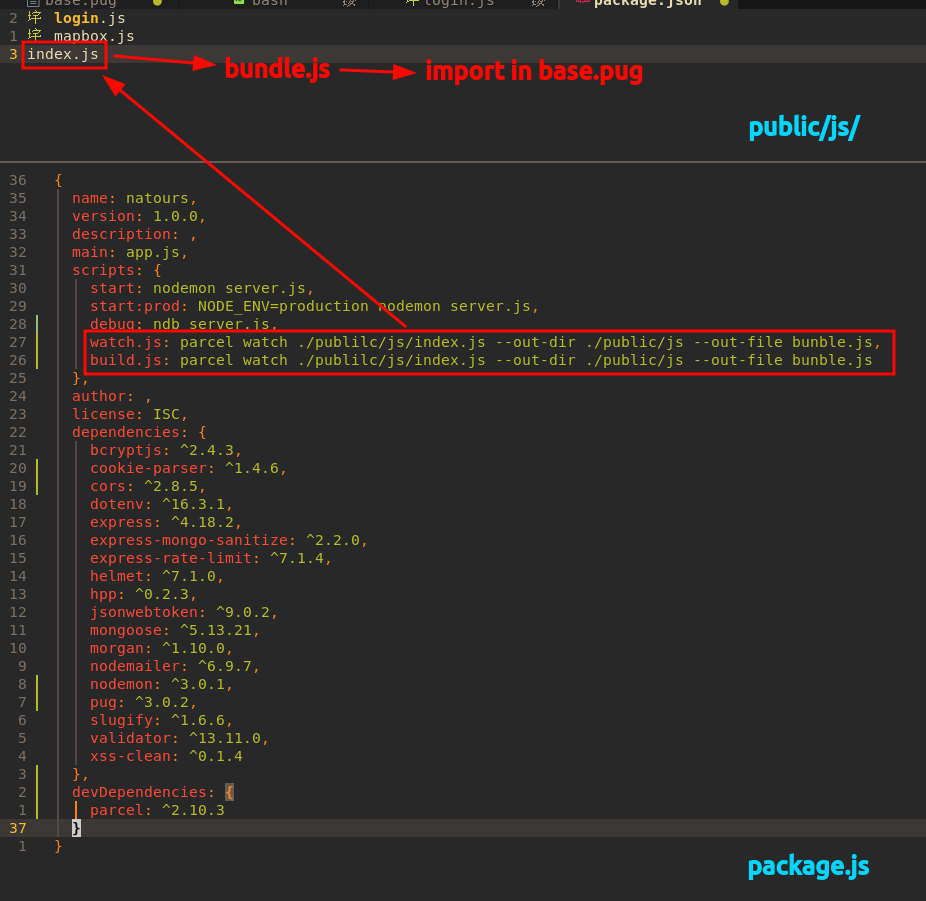 base.pug bash login.js package.json
2 login.js
1 mapbox.js
3 index.js
bundle.js
import in base.pug
public/js/
36 {
35 name: natours,
34 version: 1.0.0,
33 description: ,
32 main: app.js,
31 scripts: {
30 start: nodemon server.js,
29 start:prod: NODE_ENV=production nodemon server.js,
28 debug: ndb server.js,
27 watch.js: parcel watch ./publilc/js/index.js --out-dir ./public/js --out-file bunble.js,
26 build.js: parcel watch ./publilc/js/index.js --out-dir ./public/js --out-file bunble.js
25 },
24 author: ,
23 license: ISC,
22 dependencies: {
21 bcryptjs: ^2.4.3,
20 cookie-parser: ^1.4.6,
19 cors: ^2.8.5,
18 dotenv: ^16.3.1,
17 express: ^4.18.2,
16 express-mongo-sanitize: ^2.2.0,
15 express-rate-limit: ^7.1.4,
14 helmet: ^7.1.0,
13 hpp: ^0.2.3,
12 jsonwebtoken: ^9.0.2,
11 mongoose: ^5.13.21,
10 morgan: ^1.10.0,
9 nodemailer: ^6.9.7,
8 nodemon: ^3.0.1,
7 pug: ^3.0.2,
6 slugify: ^1.6.6,
5 validator: ^13.11.0,
4 xss-clean: ^0.1.4
3 },
2 devDependencies: {
1 parcel: ^2.10.3
37 }
1 }
package.js